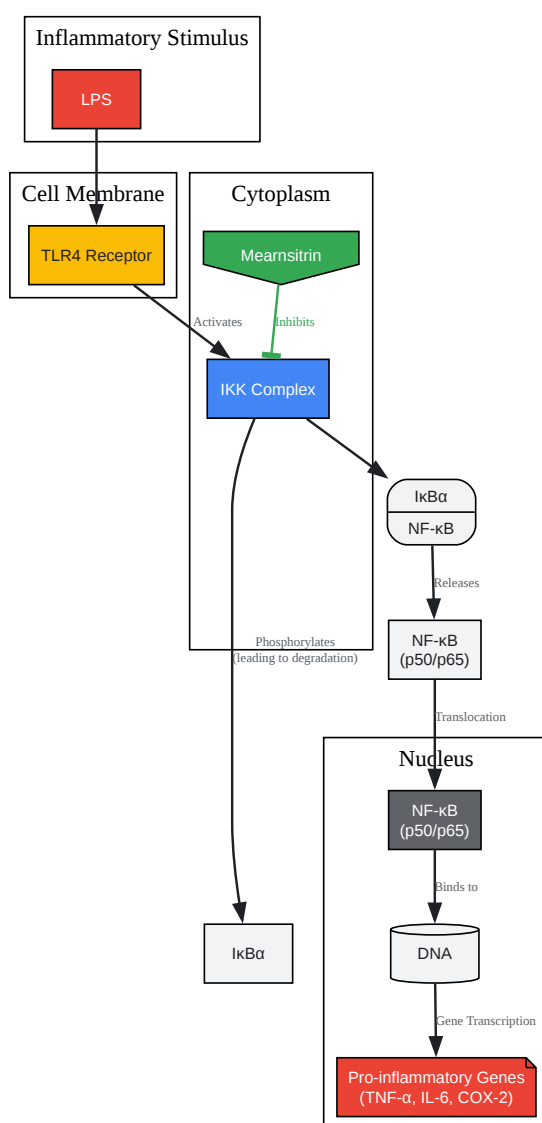 Inflammatory Stimulus
LPS
Cell Membrane
Cytoplasm
TLR4 Receptor
Mearnsitrin
Activates
Inhibits
IKK Complex
IκBα
NF-κB
Releases
Phosphorylates
(leading to degradation)
NF-κB
(p50/p65)
Translocation
Nucleus
NF-κB
(p50/p65)
Binds to
IκBα
DNA
Gene Transcription
Pro-inflammatory Genes
(TNF-α, IL-6, COX-2)